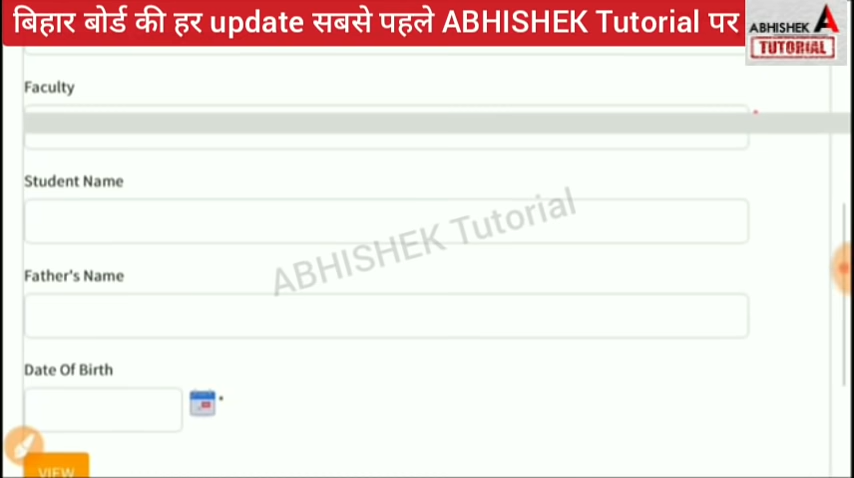 बिहार बोर्ड की हर update सबसे पहले ABHISHEK Tutorial पर
ABHISHEK A
TUTORIAL
Faculty
*
Student Name
ABHISHEK Tutorial
Father's Name
Date Of Birth
*
VIEW